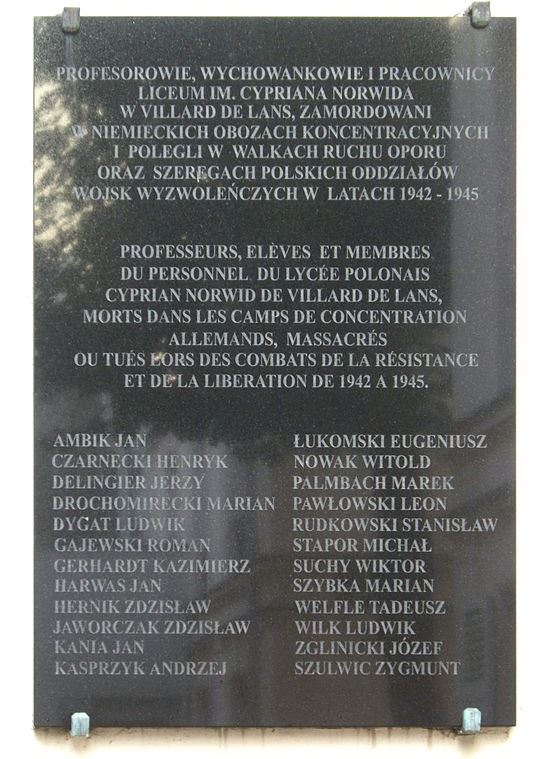 PROFESOROWIE, WYCHOWANKOWIE I PRACOWNICY
LICEUM IM. CYPRIANA NORWIDA
W VILLARD DE LANS, ZAMORDOWANI
W NIEMIECKICH OBOZACH KONCENTRACYJNYCH
I POLEGLI W WALKACH RUCHU OPORU
ORAZ SZEREGACH POLSKICH ODDZIAŁÓW
WOJSK WYZWOLEŃCZYCH W LATACH 1942 - 1945
PROFESSEURS, ELÈVES ET MEMBRES
DU PERSONNEL DU LYCÉE POLONAIS
CYPRIAN NORWID DE VILLARD DE LANS,
MORTS DANS LES CAMPS DE CONCENTRATION
ALLEMANDS, MASSACRÉS
OU TUÉS LORS DES COMBATS DE LA RÉSISTANCE
ET DE LA LIBERATION DE 1942 A 1945.
AMBIK JAN
CZARNECKI HENRYK
DELINGIER JERZY
DROCHOMIRECKI MARIAN
DYGAT LUDWIK
GAJEWSKI ROMAN
GERHARDT KAZIMIERZ
HARWAS JAN
HERNIK ZDZISŁAW
JAWORCZAK ZDZISŁAW
KANIA JAN
KASPRZYK ANDRZEJ
ŁUKOMSKI EUGENIUSZ
NOWAK WITOLD
PALMBACH MAREK
PAWŁOWSKI LEON
RUDKOWSKI STANISŁAW
STAPOR MICHAŁ
SUCHY WIKTOR
SZYBKA MARIAN
WELFLE TADEUSZ
WILK LUDWIK
ZGLINICKI JÓZEF
SZULWIC ZYGMUNT